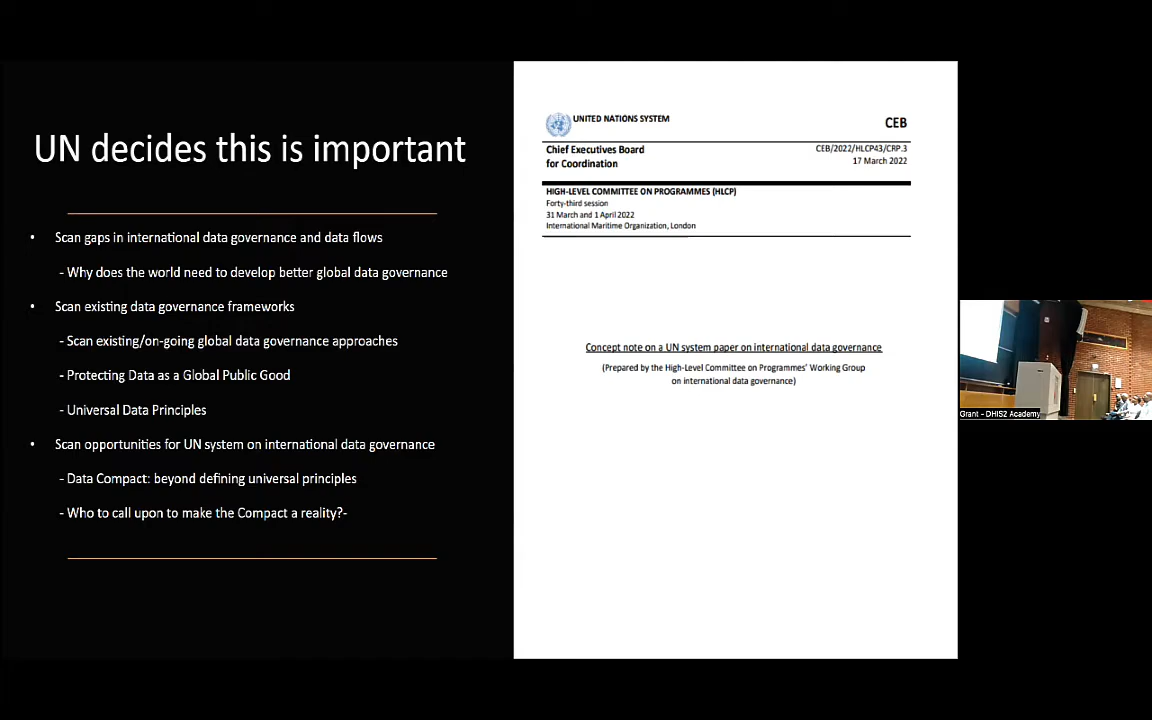 UN decides this is important
• Scan gaps in international data governance and data flows
- Why does the world need to develop better global data governance
• Scan existing data governance frameworks
- Scan existing/on-going global data governance approaches
- Protecting Data as a Global Public Good
- Universal Data Principles
• Scan opportunities for UN system on international data governance
- Data Compact: beyond defining universal principles
- Who to call upon to make the Compact a reality?-
UNITED NATIONS SYSTEM
CEB
Chief Executives Board
for Coordination
CEB/2022/HLCP43/CRP.3
17 March 2022
HIGH-LEVEL COMMITTEE ON PROGRAMMES (HLCP)
Forty-third session
31 March and 1 April 2022
International Maritime Organization, London
Concept note on a UN system paper on international data governance
(Prepared by the High-Level Committee on Programmes' Working Group
on international data governance)
Grant - DHIS2 Academy